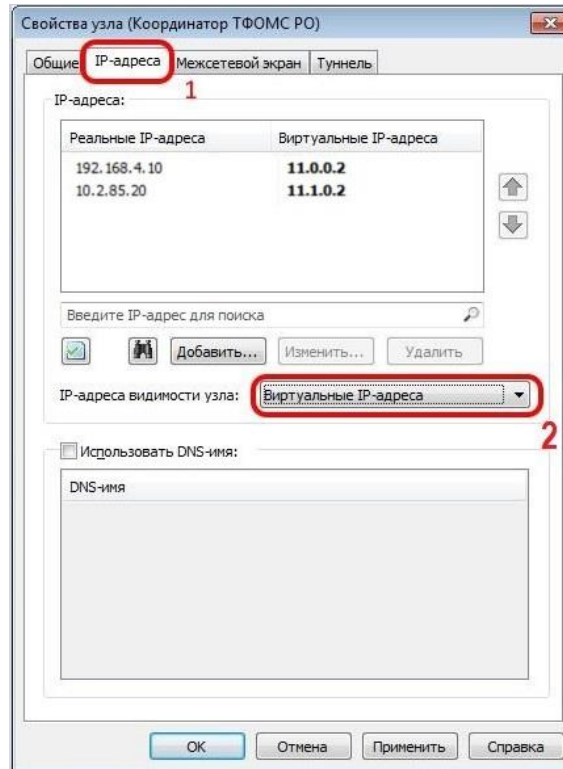 Свойства узла (Координатор ТФОМС РО)
Общие IP-адреса Межсетевой экран Туннель
1
IP-адреса:
Реальные IP-адреса Виртуальные IP-адреса
192.168.4.10 11.0.0.2
10.2.85.20 11.1.0.2
Введите IP-адрес для поиска
Добавить... Изменить... Удалить
IP-адреса видимости узла: Виртуальные IP-адреса
2
Использовать DNS-имя:
DNS-имя
OK Отмена Применить Справка